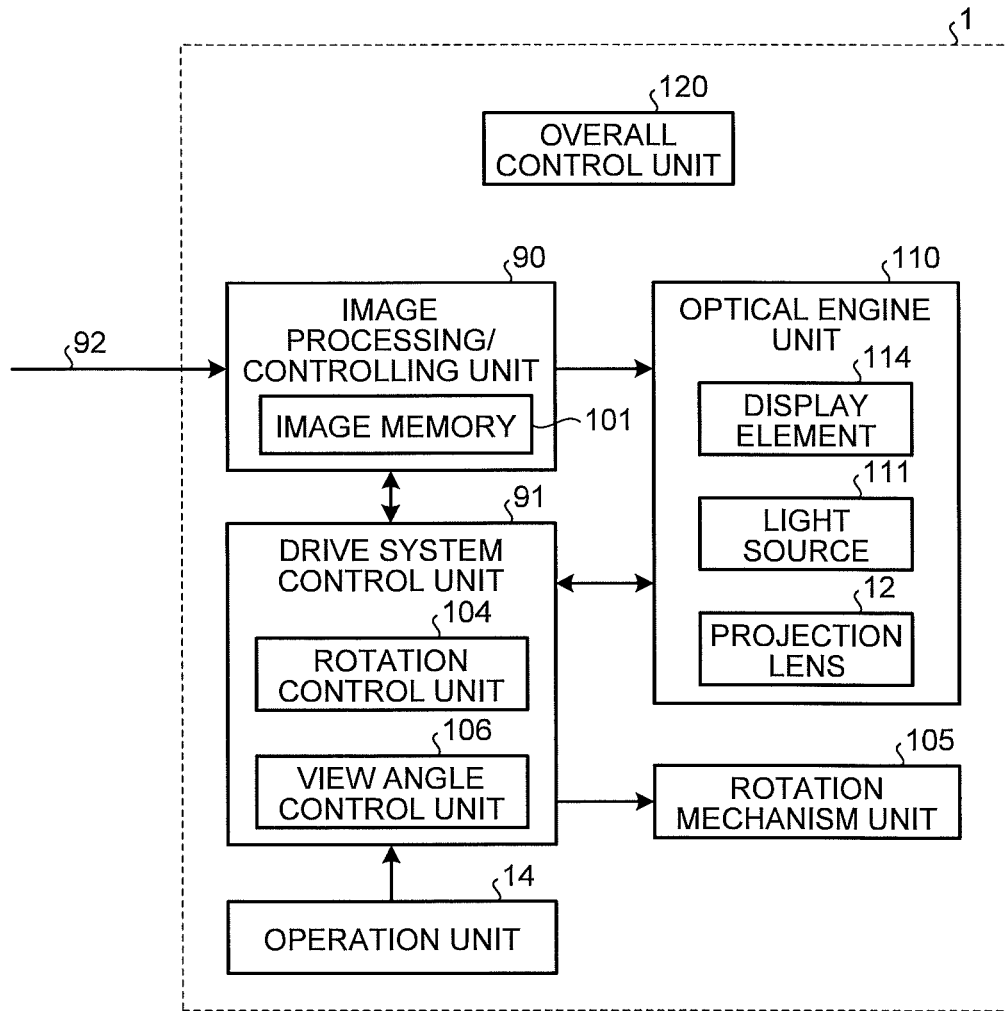 1
120
OVERALL
CONTROL UNIT
90
IMAGE
PROCESSING/
CONTROLLING UNIT
IMAGE MEMORY
101
92
110
OPTICAL ENGINE
UNIT
114
DISPLAY
ELEMENT
111
LIGHT
SOURCE
12
PROJECTION
LENS
91
DRIVE SYSTEM
CONTROL UNIT
104
ROTATION
CONTROL UNIT
106
VIEW ANGLE
CONTROL UNIT
105
ROTATION
MECHANISM UNIT
14
OPERATION UNIT